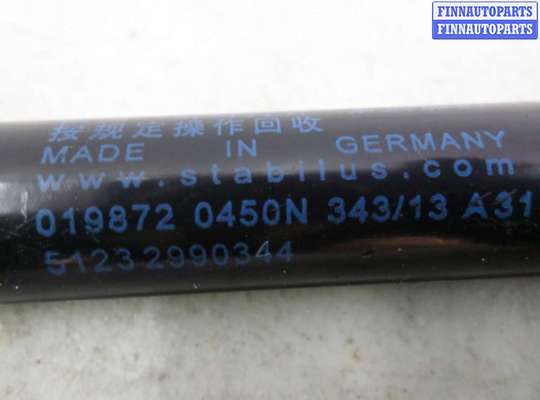 FINNAUTOPARTS
FINNAUTOPARTS
按规定操作回收
MADE IN GERMANY
www.stabilus.com
019872 0450N 343/13 A31
51232990344